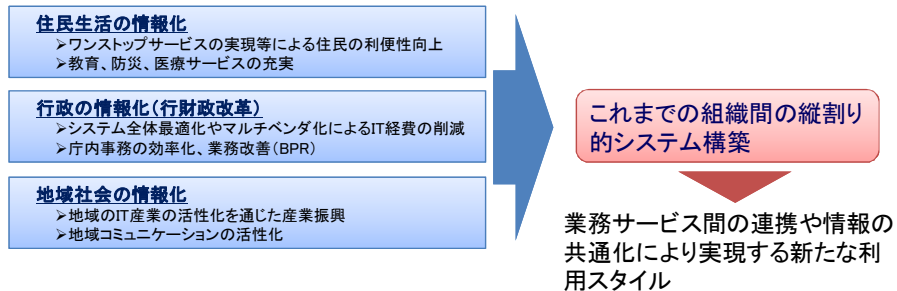 住民生活の情報化
➢ワンストップサービスの実現等による住民の利便性向上
➢教育、防災、医療サービスの充実
行政の情報化（行財政改革）
➢システム全体最適化やマルチベンダ化によるIT経費の削減
➢庁内事務の効率化、業務改善（BPR）
地域社会の情報化
➢地域のIT産業の活性化を通じた産業振興
➢地域コミュニケーションの活性化
これまでの組織間の縦割り
的システム構築
業務サービス間の連携や情報の
共通化により実現する新たな利
用スタイル